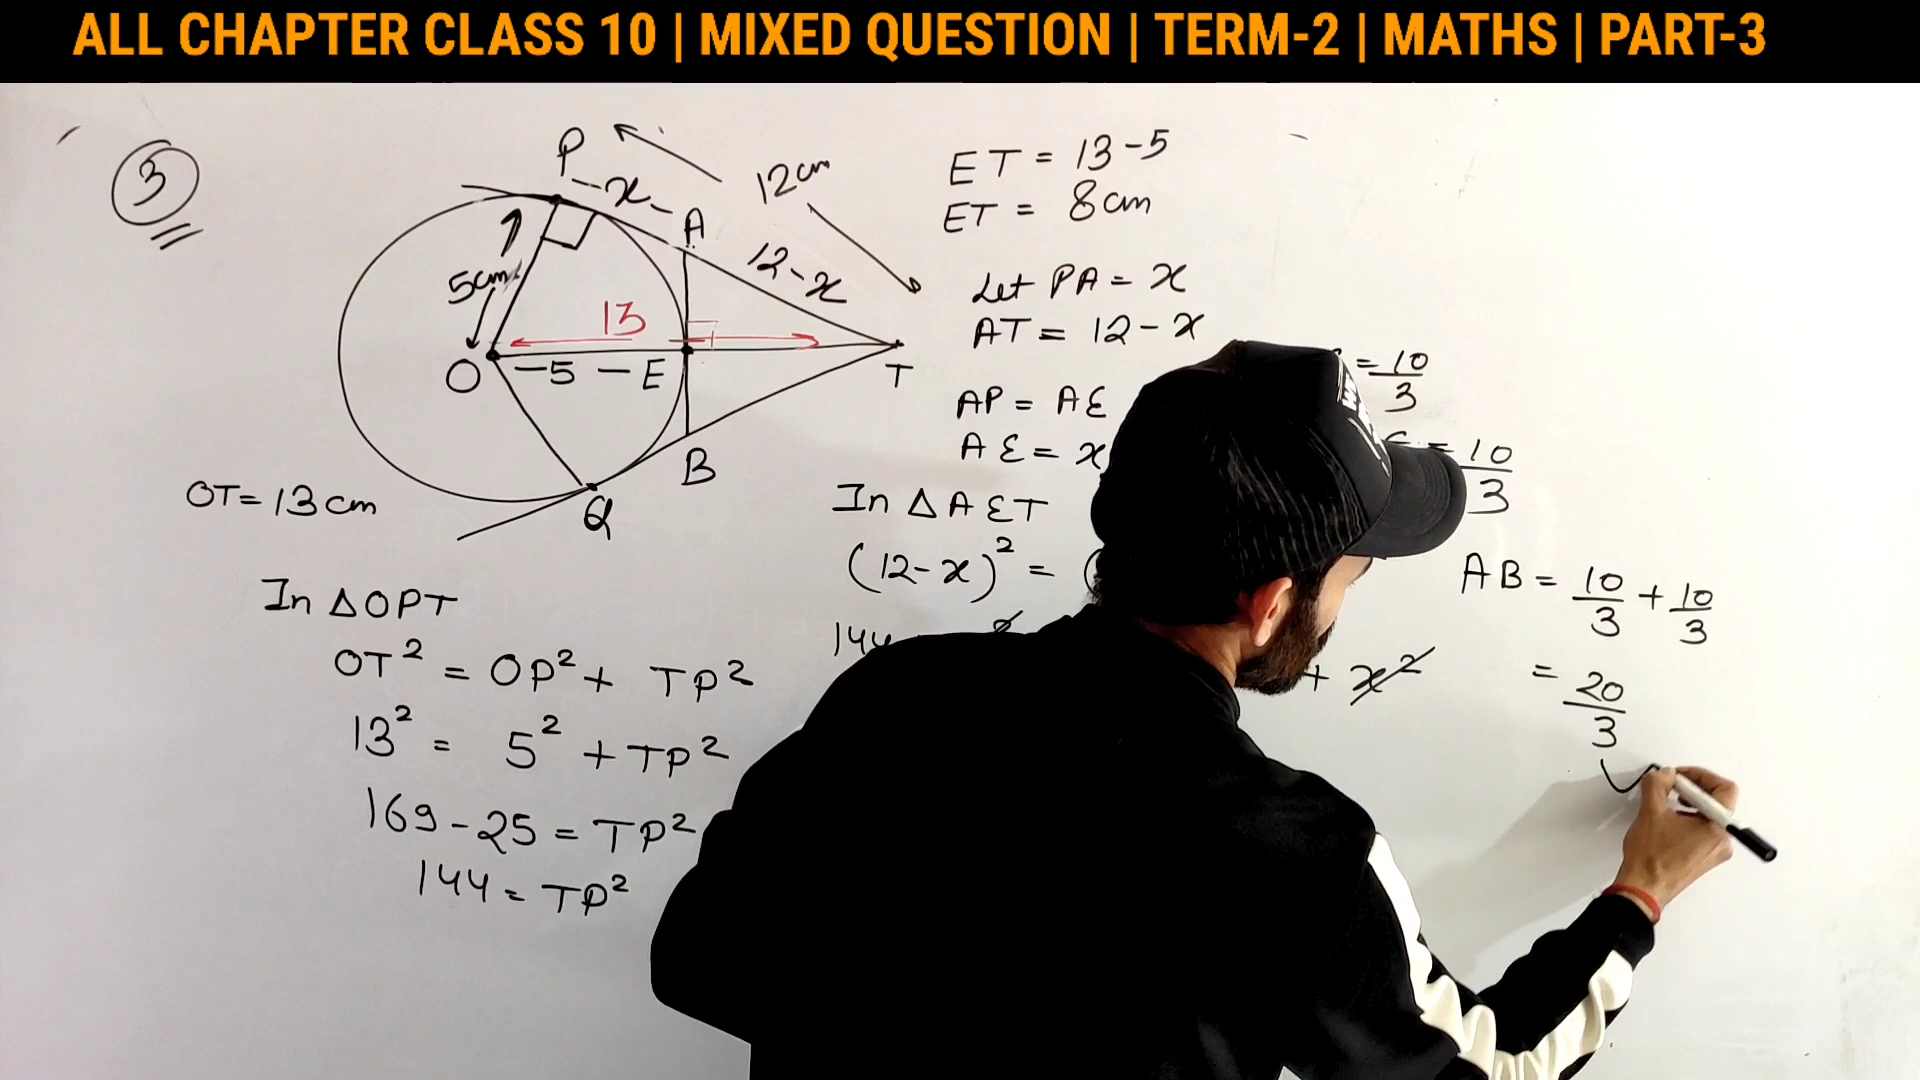 ALL CHAPTER CLASS 10 | MIXED QUESTION | TERM-2 | MATHS | PART-3
3
P
-x-
A
12cm
12-x
5cm
13
O
-5-E
T
B
Q
OT=13cm
In ΔOPT
OT² = OP² + TP²
13² = 5² + TP²
169-25 = TP²
144 = TP²
ET = 13-5
ET = 8cm
Let PA = x
AT = 12-x
AP = AE
AE = x
In ΔAET
(12-x)² = (
144
+ x²
= 10/3
= 10/3
AB = 10/3 + 10/3
= 20/3